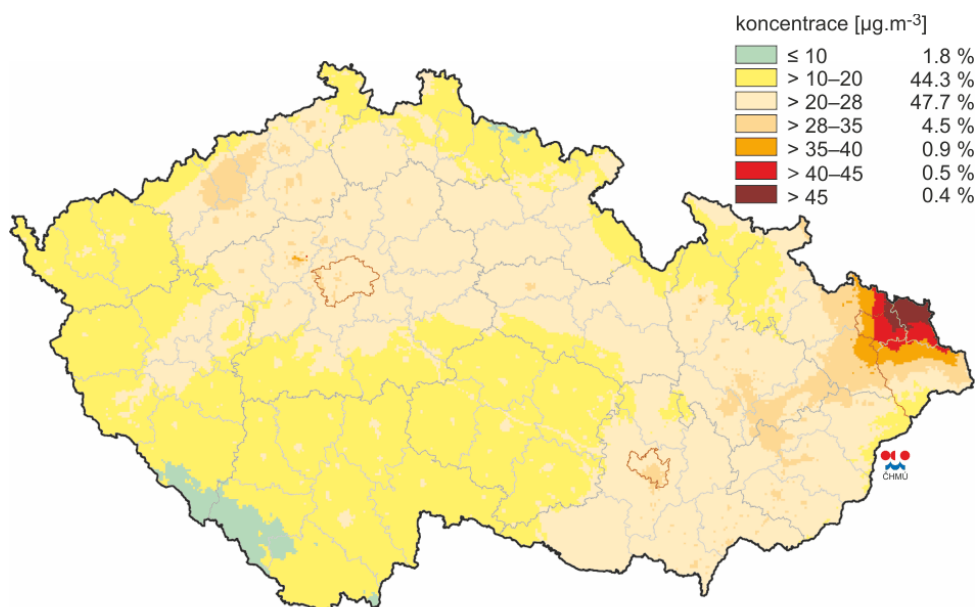 koncentrace [µg.m⁻³]
≤ 10 1.8 %
> 10–20 44.3 %
> 20–28 47.7 %
> 28–35 4.5 %
> 35–40 0.9 %
> 40–45 0.5 %
> 45 0.4 %
ČHMÚ